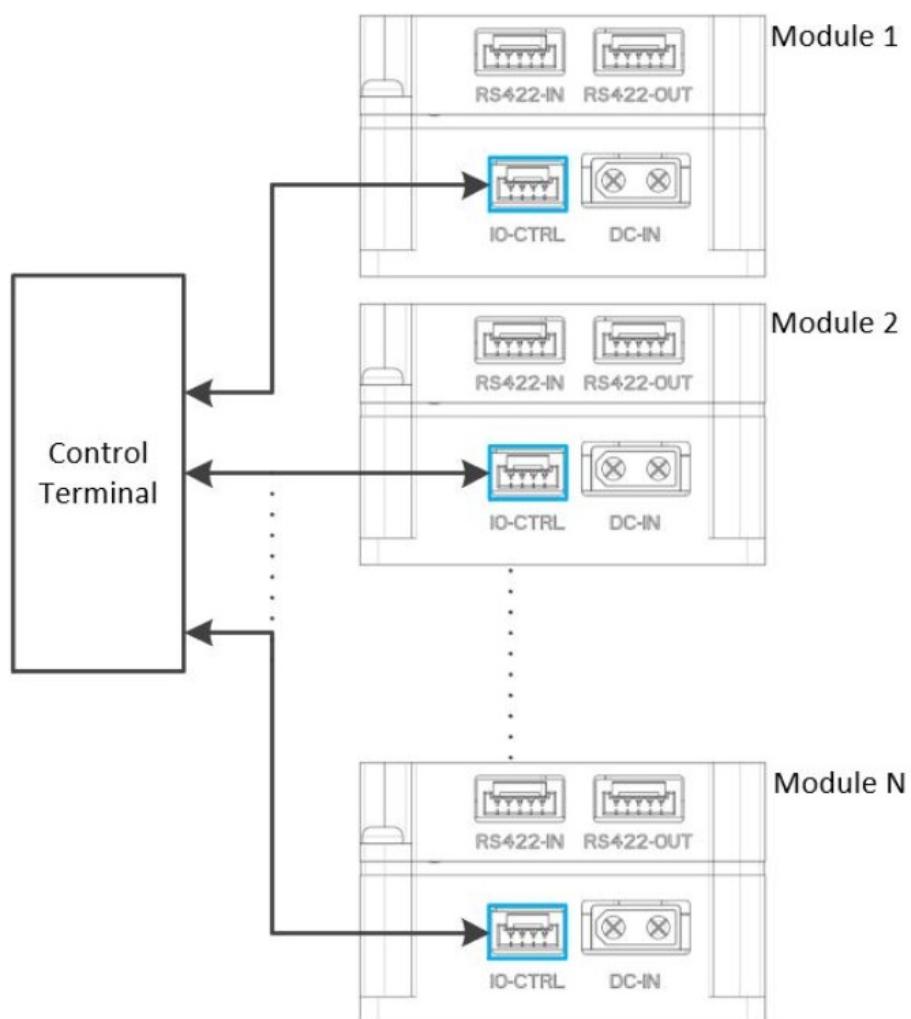 Module 1
RS422-IN RS422-OUT
IO-CTRL DC-IN
Module 2
RS422-IN RS422-OUT
Control
Terminal
IO-CTRL DC-IN
Module N
RS422-IN RS422-OUT
IO-CTRL DC-IN